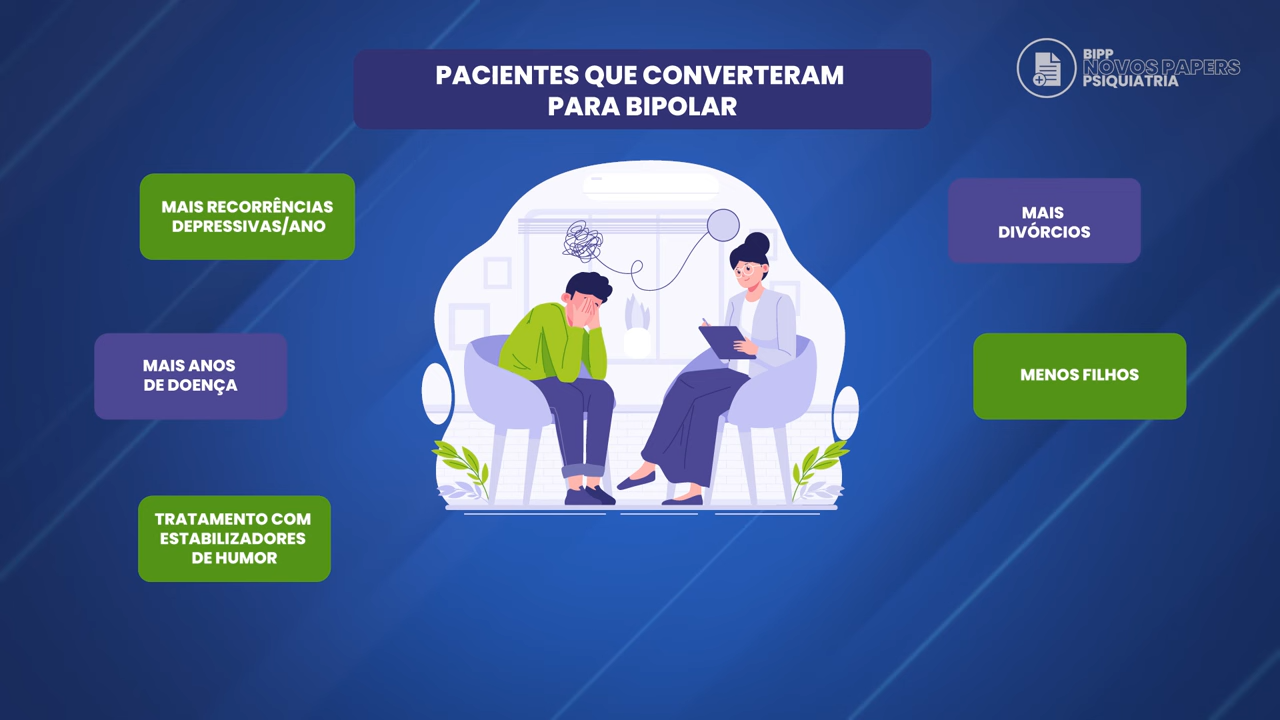 PACIENTES QUE CONVERTERAM
PARA BIPOLAR
BIPP
NOVOS PAPERS
PSIQUIATRIA
MAIS RECORRÊNCIAS
DEPRESSIVAS/ANO
MAIS
DIVÓRCIOS
MAIS ANOS
DE DOENÇA
MENOS FILHOS
TRATAMENTO COM
ESTABILIZADORES
DE HUMOR